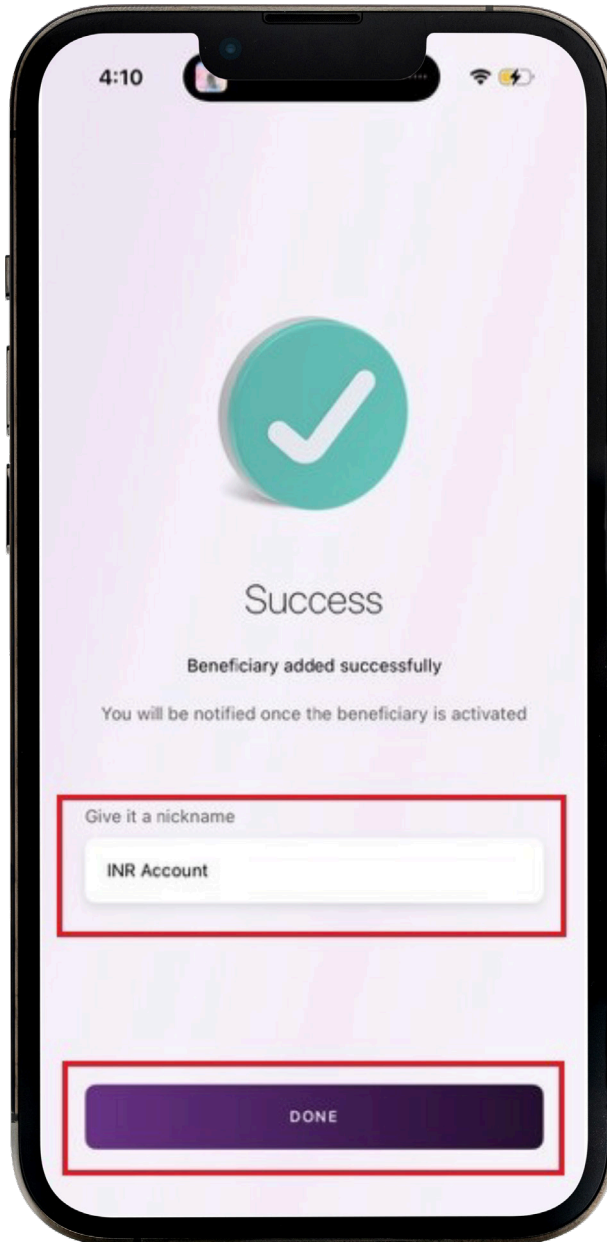 4:10
Success
Beneficiary added successfully
You will be notified once the beneficiary is activated
Give it a nickname
INR Account
DONE